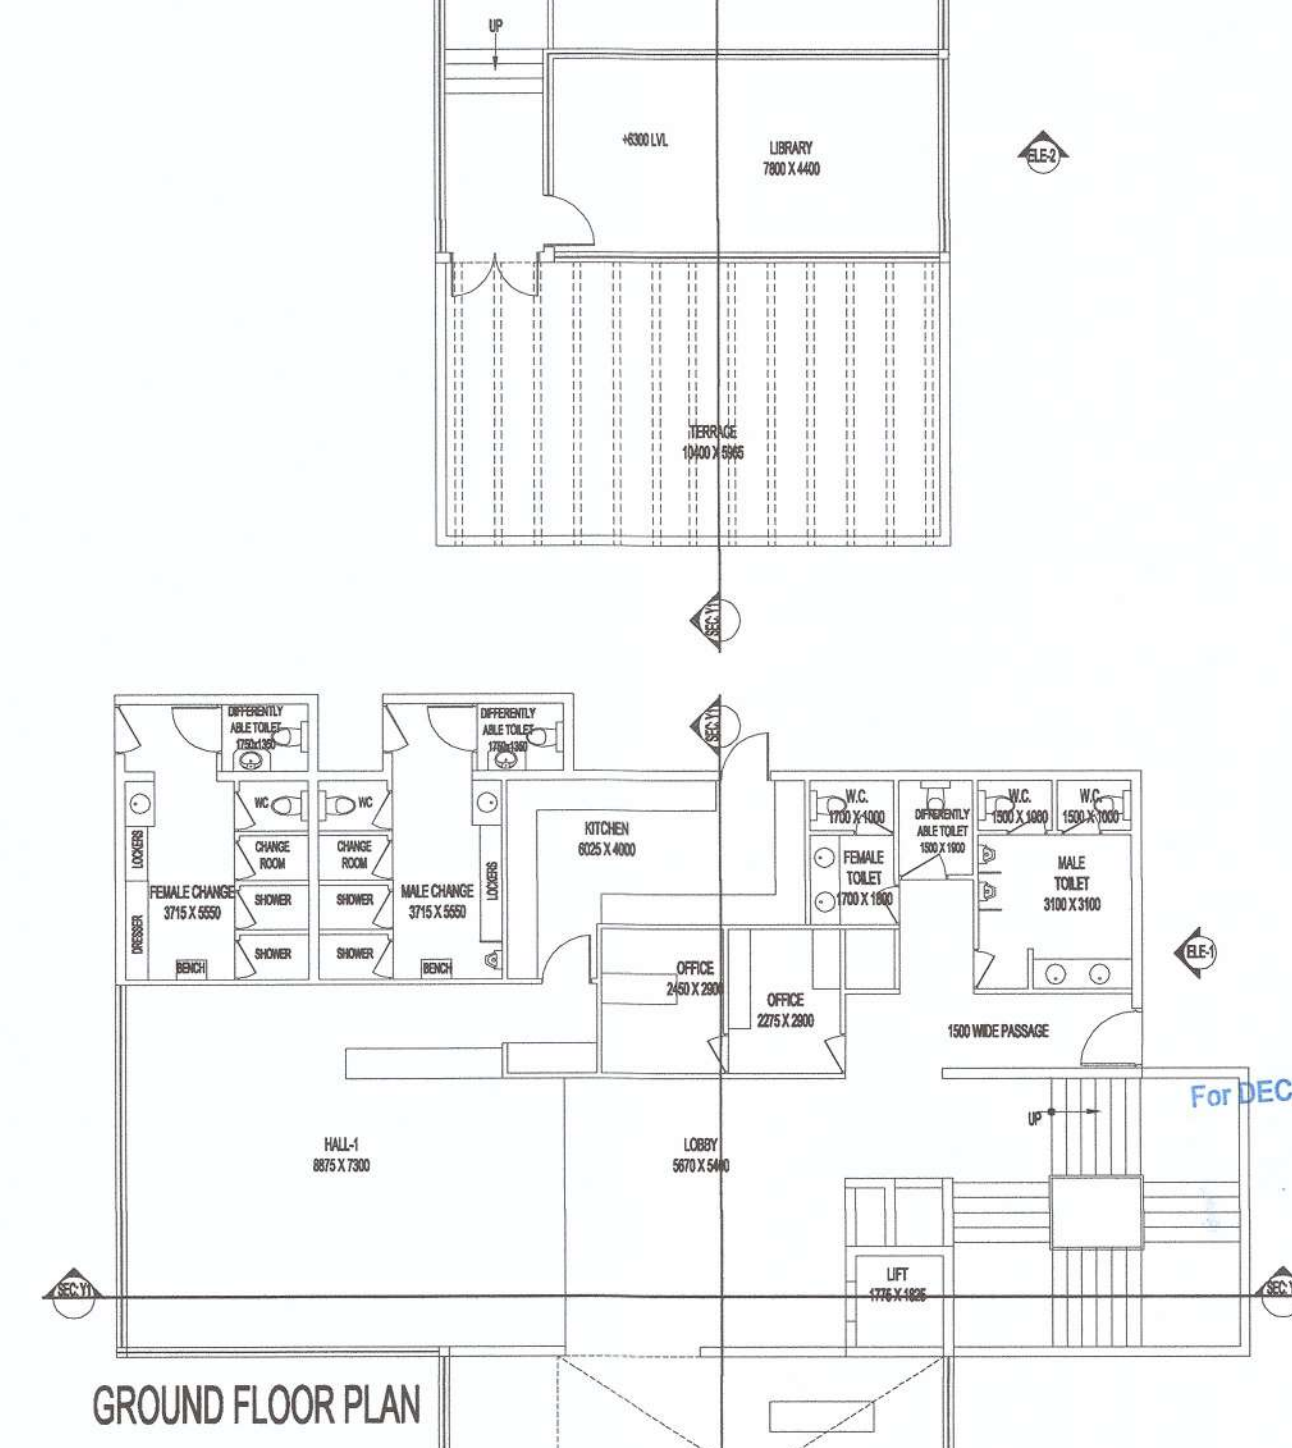 UP
+6300 LVL
LIBRARY
7800 X 4400
ELE-2
TERRACE
10400 X 5965
SEC: Y1
SEC: Y1
DIFFERENTLY
ABLE TOILET
1750x1350
DIFFERENTLY
ABLE TOILET
1750x1350
WC
WC
LOCKERS
CHANGE
ROOM
CHANGE
ROOM
FEMALE CHANGE
3715 X 5550
MALE CHANGE
3715 X 5550
LOCKERS
SHOWER
SHOWER
DRESSER
SHOWER
SHOWER
BENCH
BENCH
KITCHEN
6025 X 4000
W.C.
1700 X 1000
DIFFERENTLY
ABLE TOILET
1500 X 1900
W.C.
1500 X 1000
W.C.
1500 X 1000
FEMALE
TOILET
1700 X 1800
MALE
TOILET
3100 X 3100
ELE-1
OFFICE
2450 X 2900
OFFICE
2275 X 2900
1500 WIDE PASSAGE
For DEC
UP
HALL-1
8875 X 7300
LOBBY
5670 X 5400
LIFT
1775 X 1825
SEC: Y1
SEC: Y
GROUND FLOOR PLAN